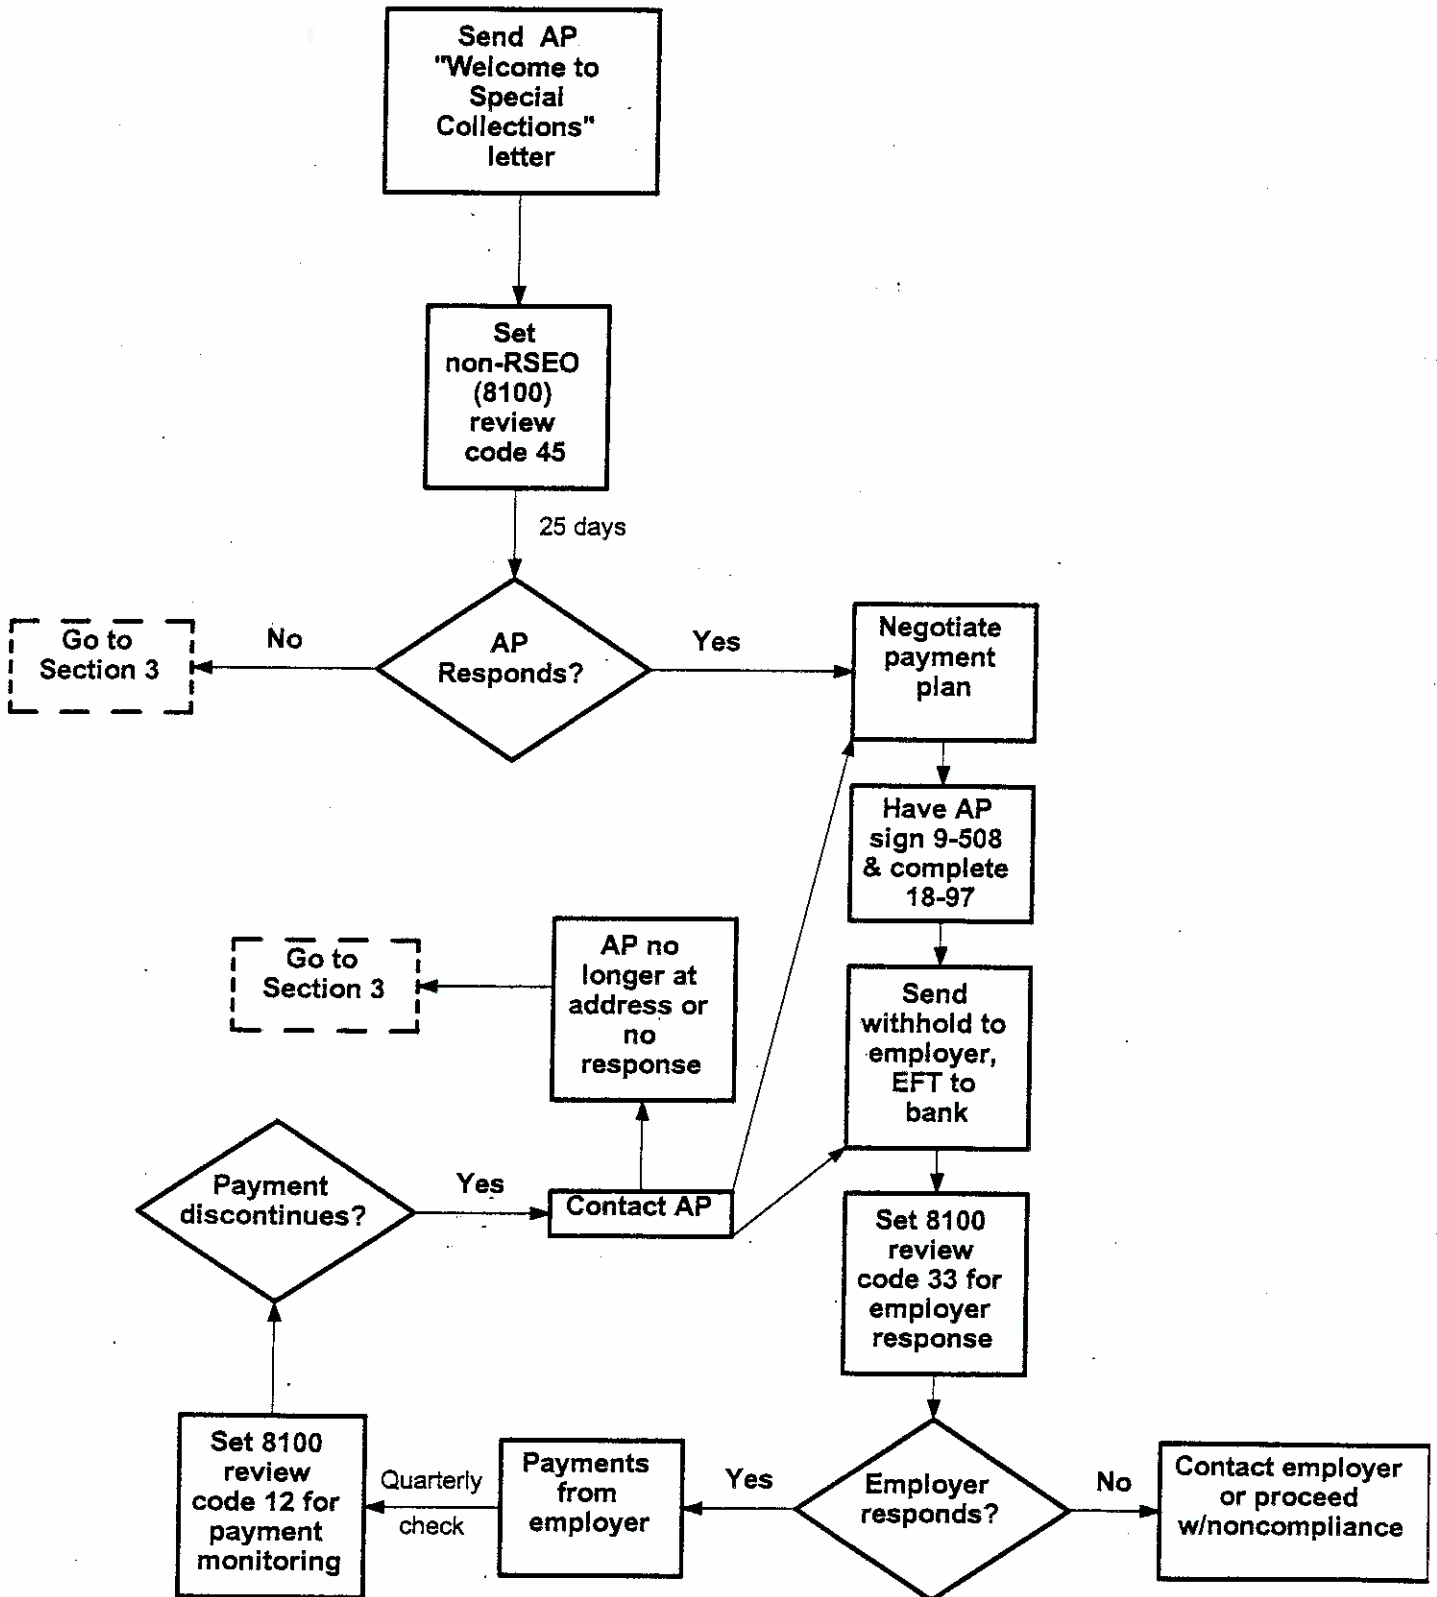 Send AP
"Welcome to
Special
Collections"
letter
Set
non-RSEO
(8100)
review
code 45
25 days
Go to
Section 3
No
AP
Responds?
Yes
Negotiate
payment
plan
Have AP
sign 9-508
& complete
18-97
Go to
Section 3
AP no
longer at
address or
no
response
Send
withhold to
employer,
EFT to
bank
Payment
discontinues?
Yes
Contact AP
Set 8100
review
code 33 for
employer
response
Set 8100
review
code 12 for
payment
monitoring
Quarterly
check
Payments
from
employer
Yes
Employer
responds?
No
Contact employer
or proceed
w/noncompliance